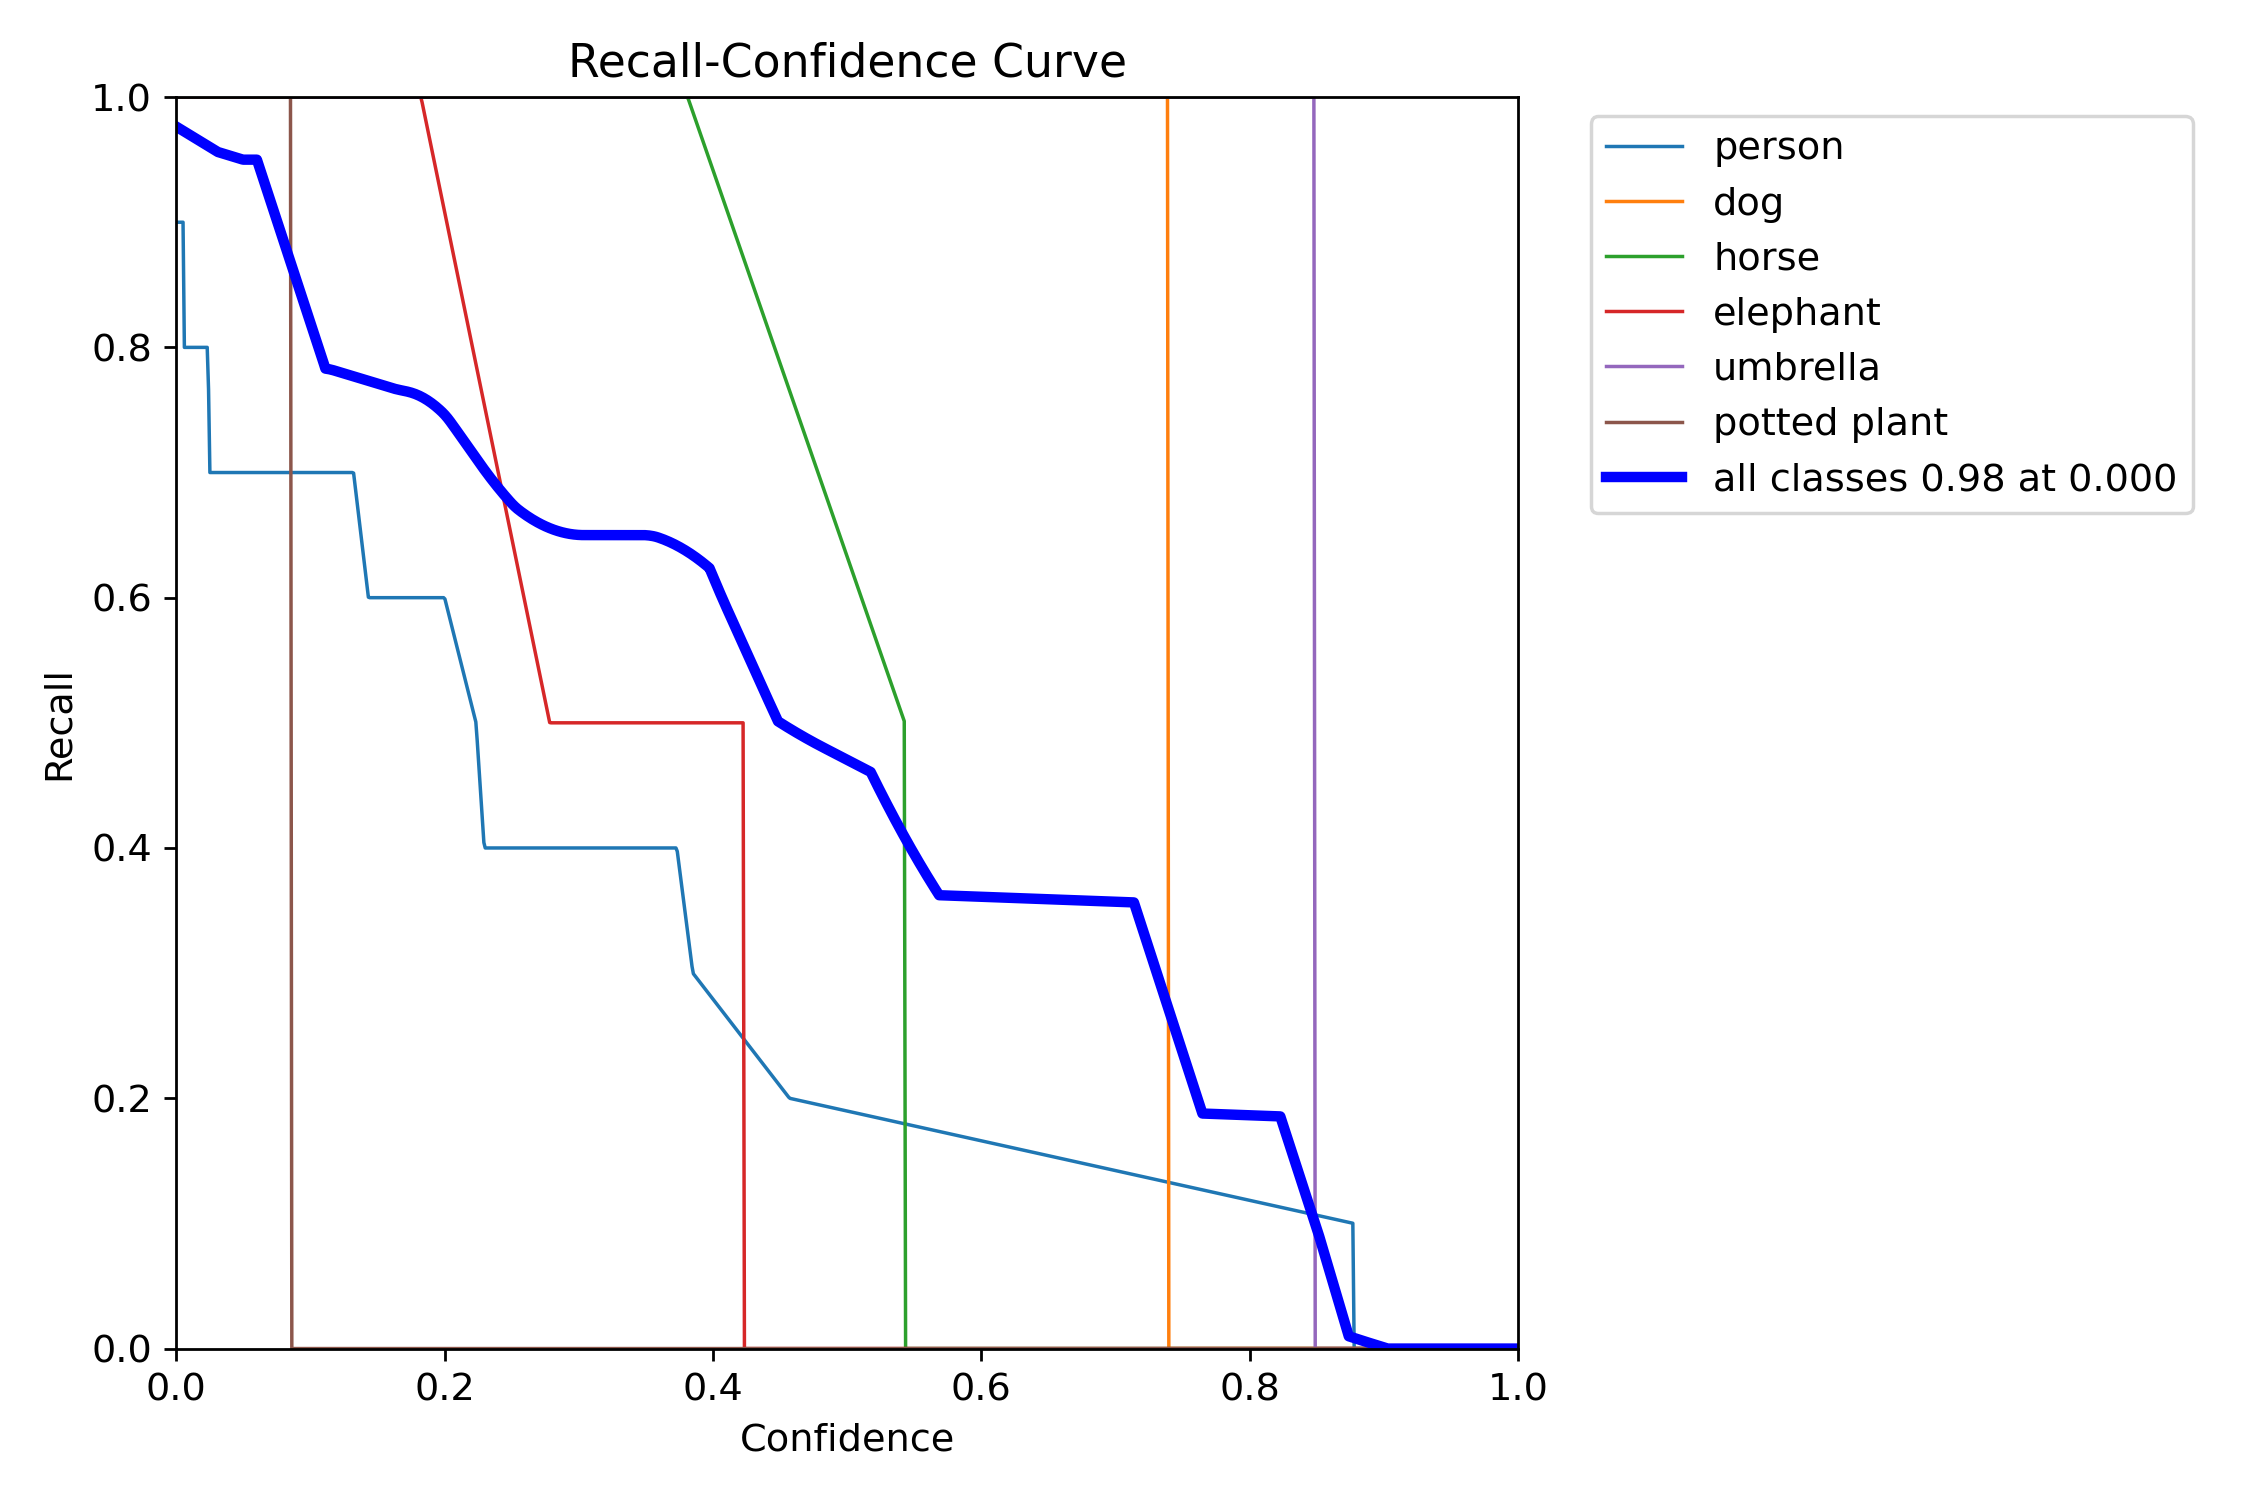 Recall-Confidence Curve
1.0
0.8
0.6
0.4
0.2
0.0
Recall
0.0 0.2 0.4 0.6 0.8 1.0
Confidence
person
dog
horse
elephant
umbrella
potted plant
all classes 0.98 at 0.000